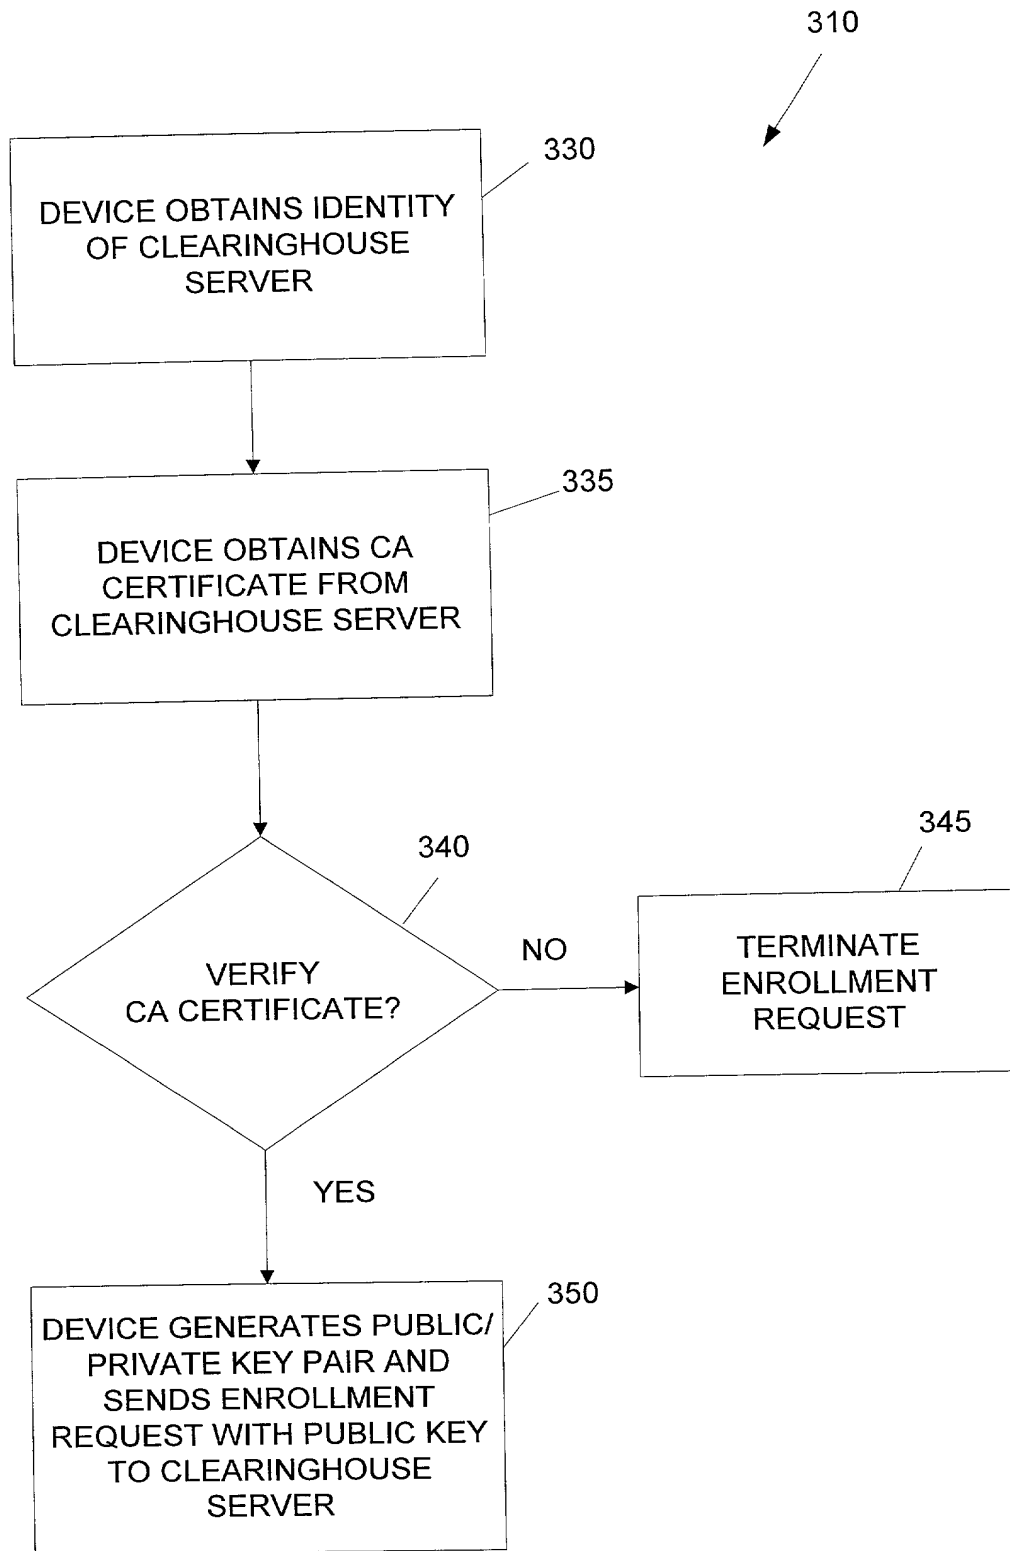 310
330
DEVICE OBTAINS IDENTITY
OF CLEARINGHOUSE
SERVER
335
DEVICE OBTAINS CA
CERTIFICATE FROM
CLEARINGHOUSE SERVER
340
VERIFY
CA CERTIFICATE?
NO
345
TERMINATE
ENROLLMENT
REQUEST
YES
350
DEVICE GENERATES PUBLIC/
PRIVATE KEY PAIR AND
SENDS ENROLLMENT
REQUEST WITH PUBLIC KEY
TO CLEARINGHOUSE
SERVER